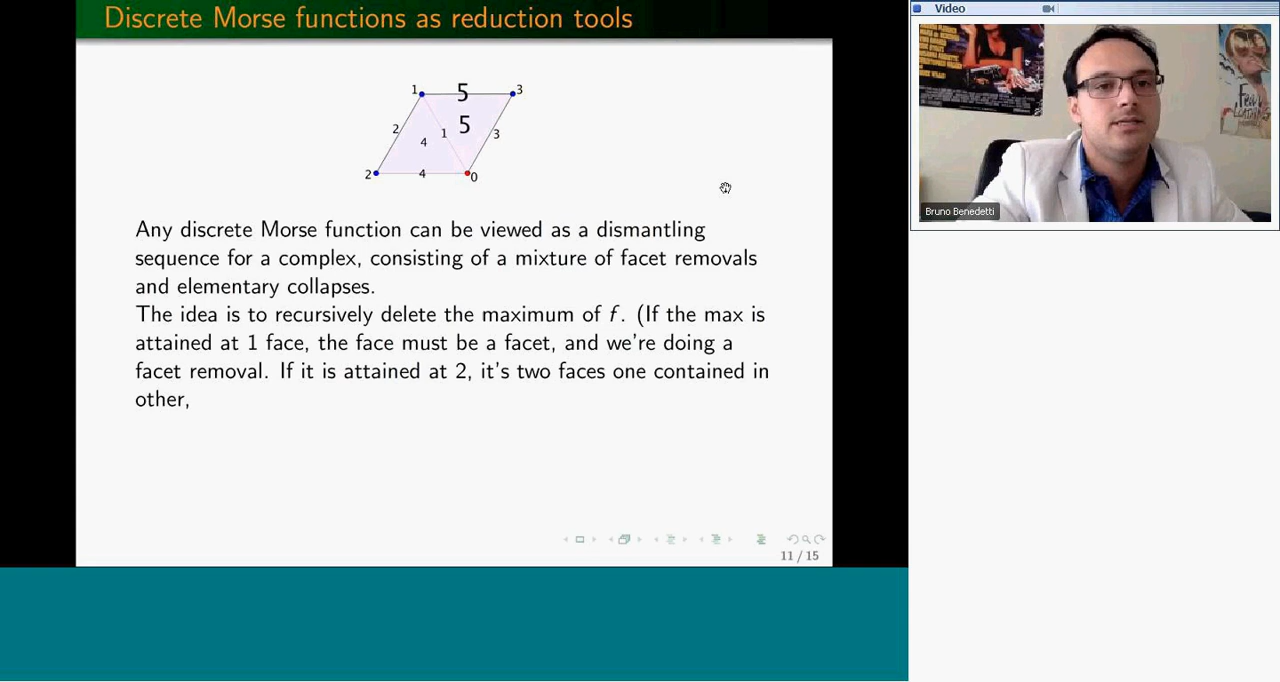 Discrete Morse functions as reduction tools
1 5 3
2 4 1 5 3
2 4 0
Any discrete Morse function can be viewed as a dismantling
sequence for a complex, consisting of a mixture of facet removals
and elementary collapses.
The idea is to recursively delete the maximum of f. (If the max is
attained at 1 face, the face must be a facet, and we're doing a
facet removal. If it is attained at 2, it's two faces one contained in
other,
11 / 15
Video
Bruno Benedetti